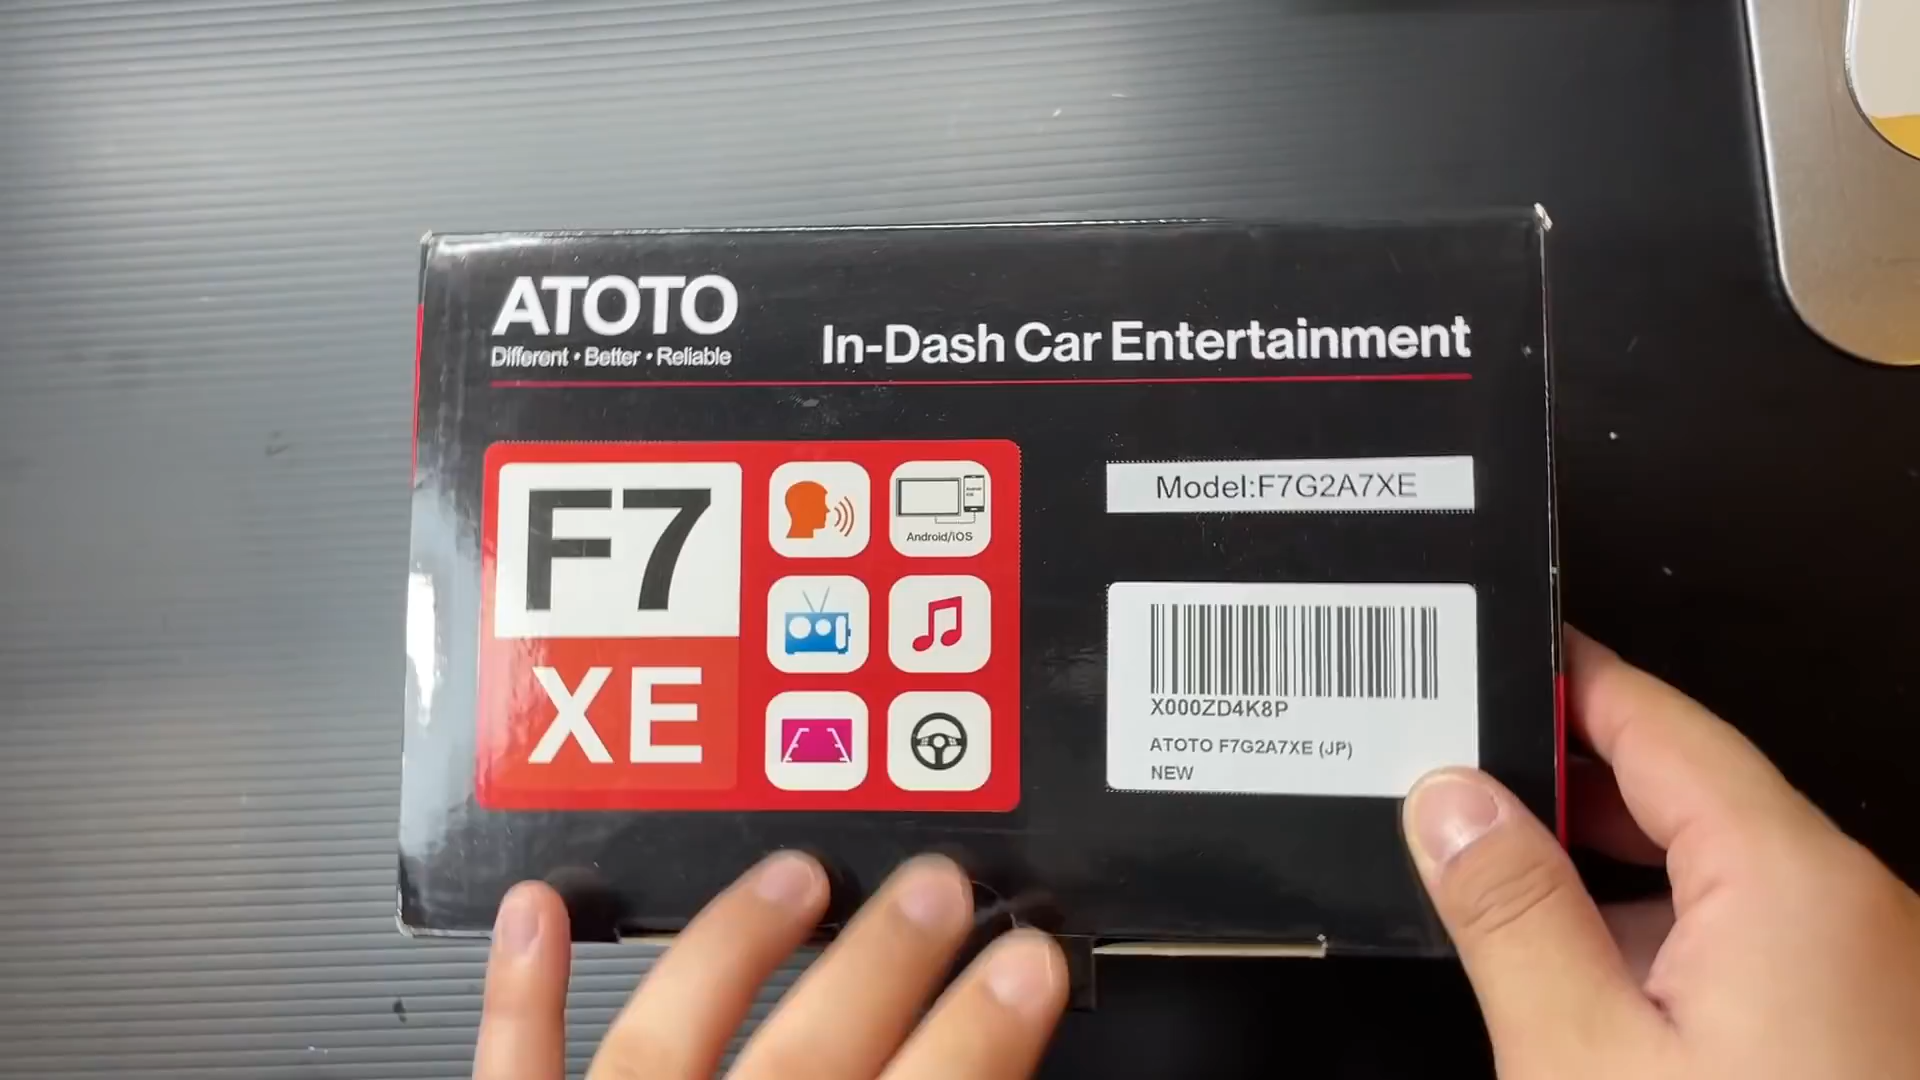 ATOTO
Different • Better • Reliable
In-Dash Car Entertainment
F7
XE
Android/iOS
Model:F7G2A7XE
X000ZD4K8P
ATOTO F7G2A7XE (JP)
NEW